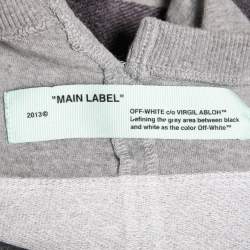 "MAIN LABEL"
2013©
OFF-WHITE c/o VIRGIL ABLOH™
Defining the gray area between black
and white as the color Off-White™